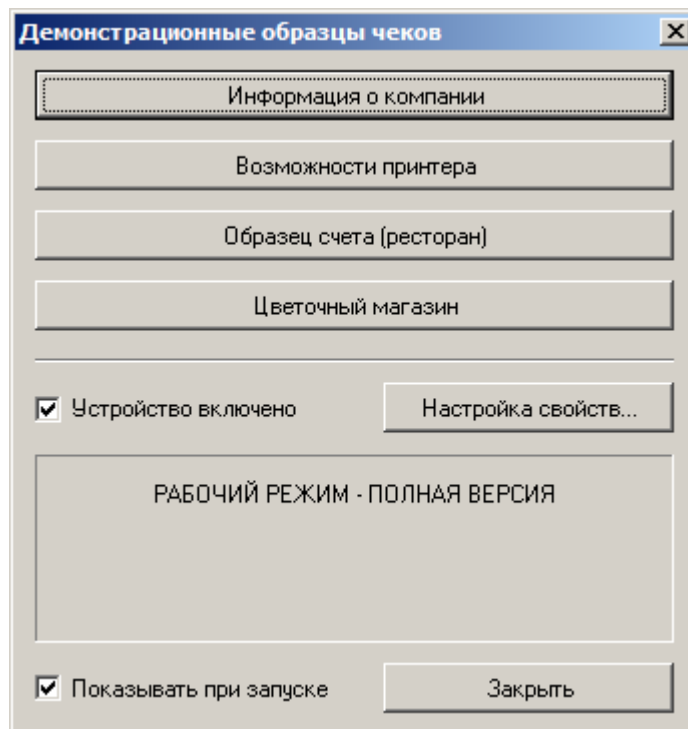 Демонстрационные образцы чеков
Информация о компании
Возможности принтера
Образец счета (ресторан)
Цветочный магазин
Устройство включено
Настройка свойств...
РАБОЧИЙ РЕЖИМ - ПОЛНАЯ ВЕРСИЯ
Показывать при запуске
Закрыть